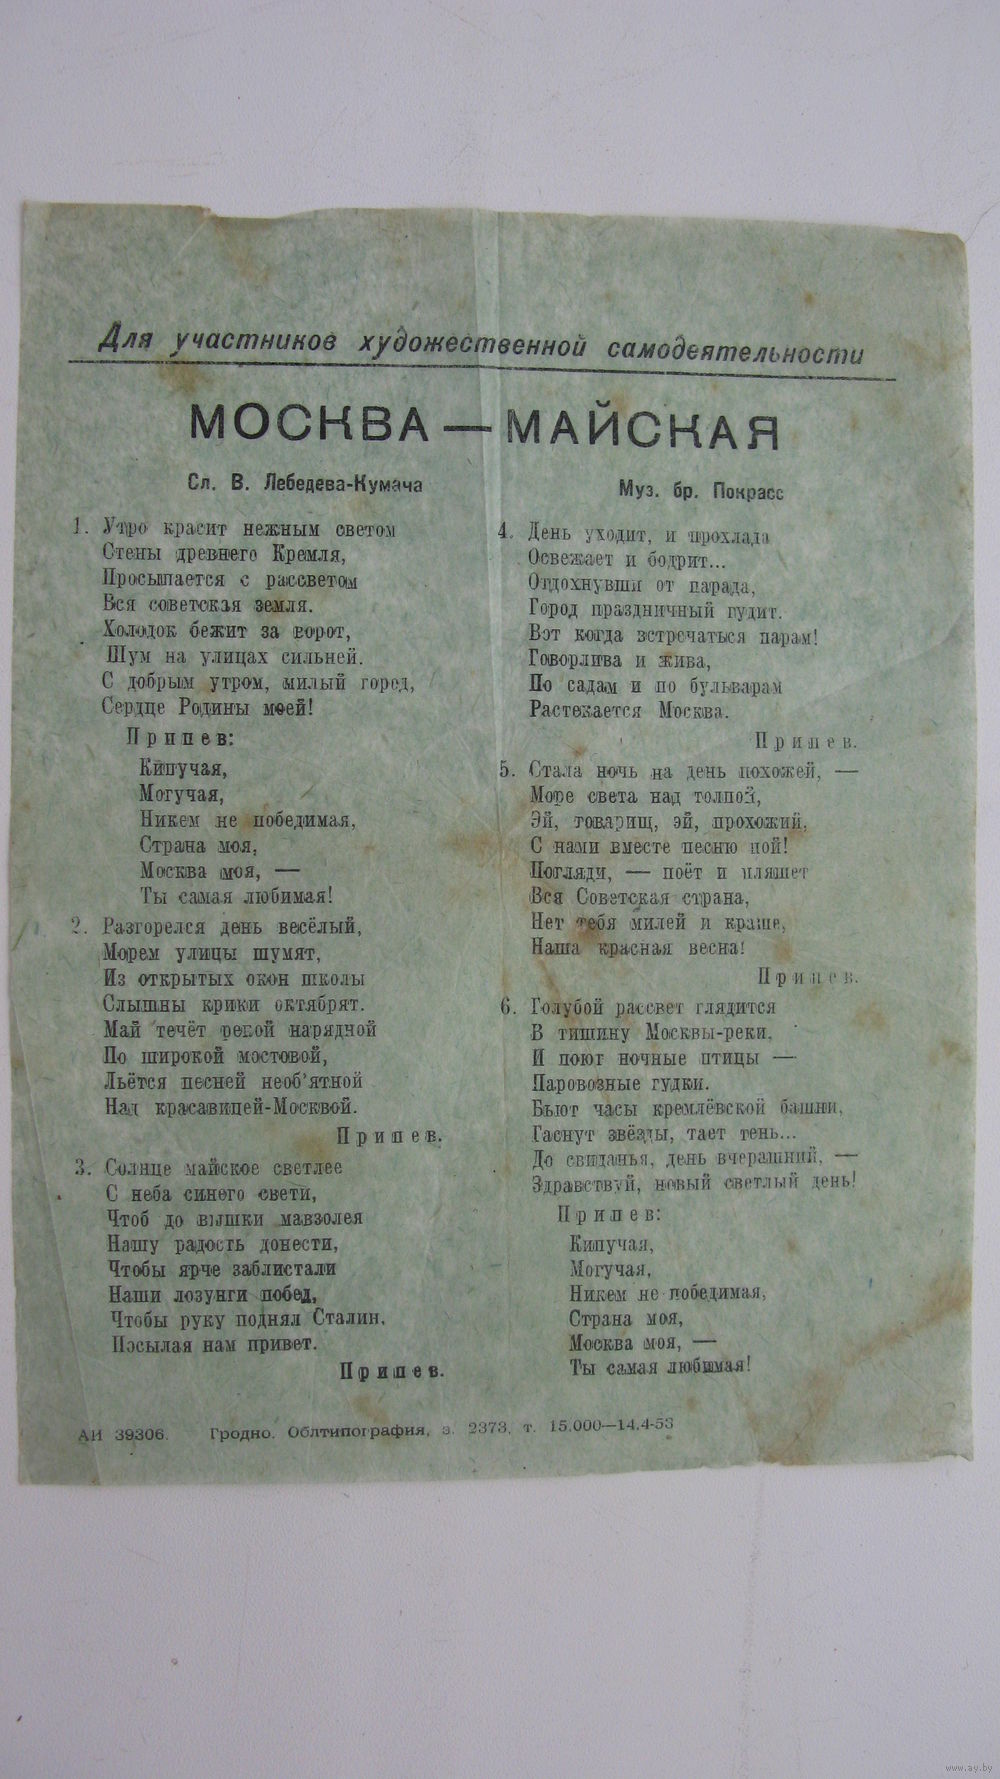 Для участников художественной самодеятельности
МОСКВА — МАЙСКАЯ
Сл. В. Лебедева-Кумача
Муз. бр. Покрасс
1. Утро красит нежным светом
Стены древнего Кремля,
Просыпается с рассветом
Вся советская земля.
Холодок бежит за ворот,
Шум на улицах сильней.
С добрым утром, милый город,
Сердце Родины моей!
Припев:
Кипучая,
Могучая,
Никем не победимая,
Страна моя,
Москва моя, —
Ты самая любимая!
2. Разгорелся день весёлый,
Морем улицы шумят,
Из открытых окон школы
Слышны крики октябрят.
Май течёт рекой нарядной
По широкой мостовой,
Льётся песней необ'ятной
Над красавицей-Москвой.
Припев.
3. Солнце майское светлее
С неба синего свети,
Чтоб до вышки мавзолея
Нашу радость донести,
Чтобы ярче заблистали
Наши лозунги побед,
Чтобы руку поднял Сталин,
Посылая нам привет.
Припев.
4. День уходит, и прохлада
Освежает и бодрит...
Отдохнувши от парада,
Город праздничный гудит.
Вот когда встречаться парам!
Говорлива и жива,
По садам и по бульварам
Растекается Москва.
Припев.
5. Стала ночь на день похожей, —
Море света над толпой,
Эй, товарищ, эй, прохожий,
С нами вместе песню пой!
Погляди, — поёт и пляшет
Вся Советская страна,
Нет тебя милей и краше,
Наша красная весна!
Припев.
6. Голубой рассвет глядится
В тишину Москвы-реки,
И поют ночные птицы —
Паровозные гудки.
Бьют часы кремлёвской башни,
Гаснут звёзды, тает тень...
До свиданья, день вчерашний, —
Здравствуй, новый светлый день!
Припев:
Кипучая,
Могучая,
Никем не победимая,
Страна моя,
Москва моя, —
Ты самая любимая!
АИ 39306. Гродно. Облтипография, з. 2373, т. 15.000—14.4-53
www.ay.by